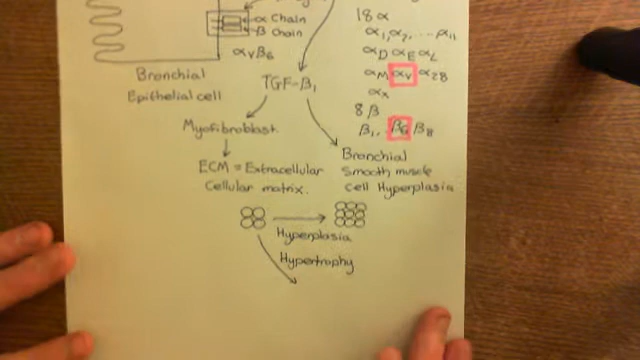 α Chain
β Chain
αvβ6
Bronchial
Epithelial cell
TGF-β1
Myofibroblast
ECM = Extracellular
Cellular matrix.
Bronchial
Smooth muscle
cell Hyperplasia
Hyperplasia
Hypertrophy
18 α
α1, α2, .... α11
αD αE αL
αM αv α2B
αx
8 β
β1.. β6 β8